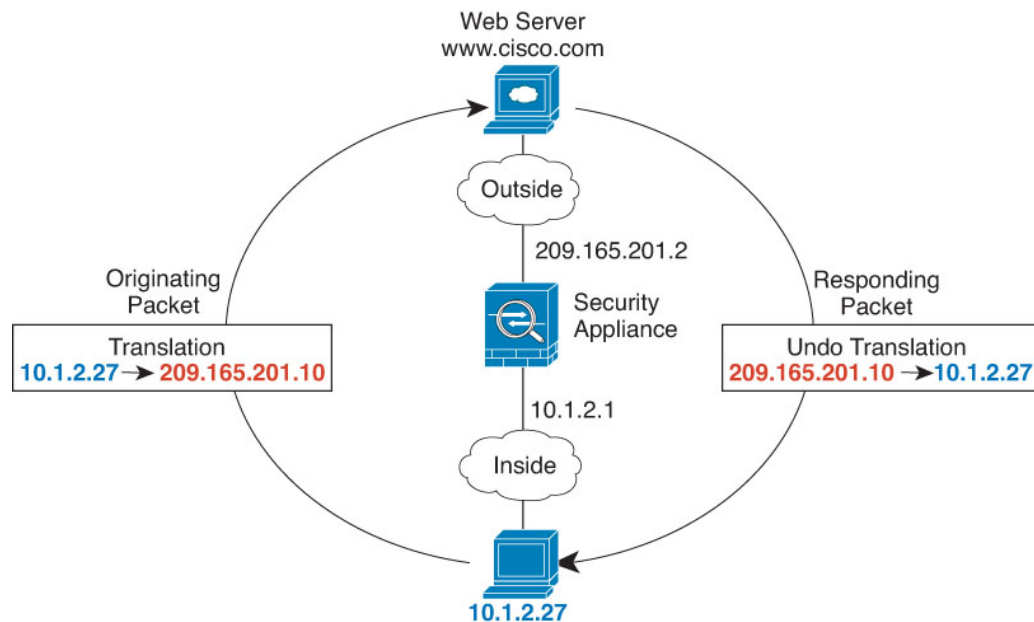 Web Server
www.cisco.com
Outside
209.165.201.2
Originating
Packet
Responding
Packet
Security
Appliance
Translation
10.1.2.27 209.165.201.10
Undo Translation
209.165.201.10 10.1.2.27
10.1.2.1
Inside
10.1.2.27